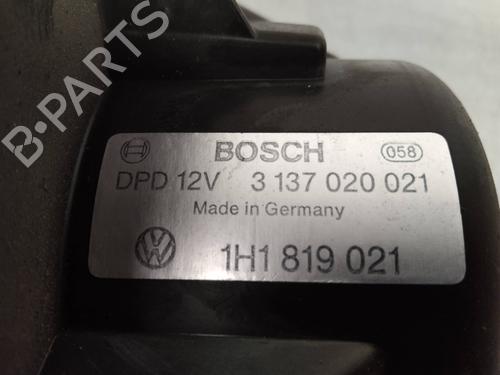 B-PARTS
BOSCH 058
DPD 12V 3 137 020 021
Made in Germany
1H1 819 021